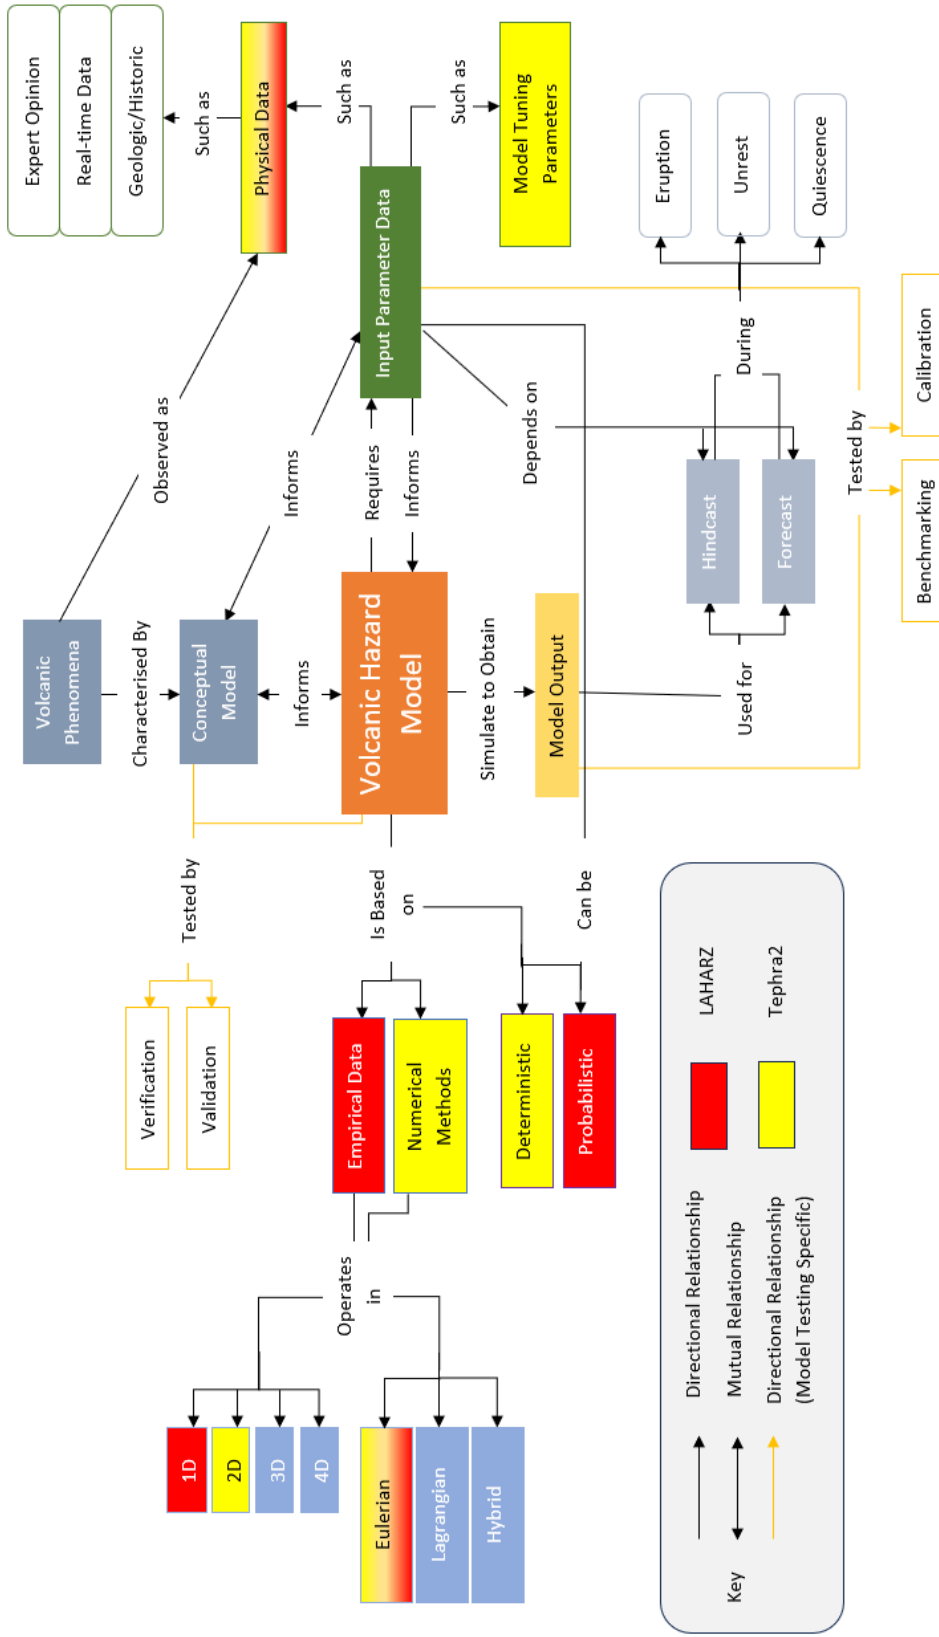 Expert Opinion
Real-time Data
Geologic/Historic
Such as
Physical Data
Such as
Such as
Model Tuning
Parameters
Input Parameter Data
Observed as
Informs
Requires
Informs
Depends on
Volcanic
Phenomena
Characterised By
Conceptual
Model
Informs
Volcanic Hazard
Model
Simulate to Obtain
Model Output
Used for
Hindcast
Forecast
During
Eruption
Unrest
Quiescence
Tested by
Benchmarking
Calibration
Tested by
Verification
Validation
Is Based
on
Can be
Empirical Data
Numerical
Methods
Deterministic
Probabilistic
Operates
in
1D
2D
3D
4D
Eulerian
Lagrangian
Hybrid
Key
Directional Relationship
Mutual Relationship
Directional Relationship
(Model Testing Specific)
LAHARZ
Tephra2